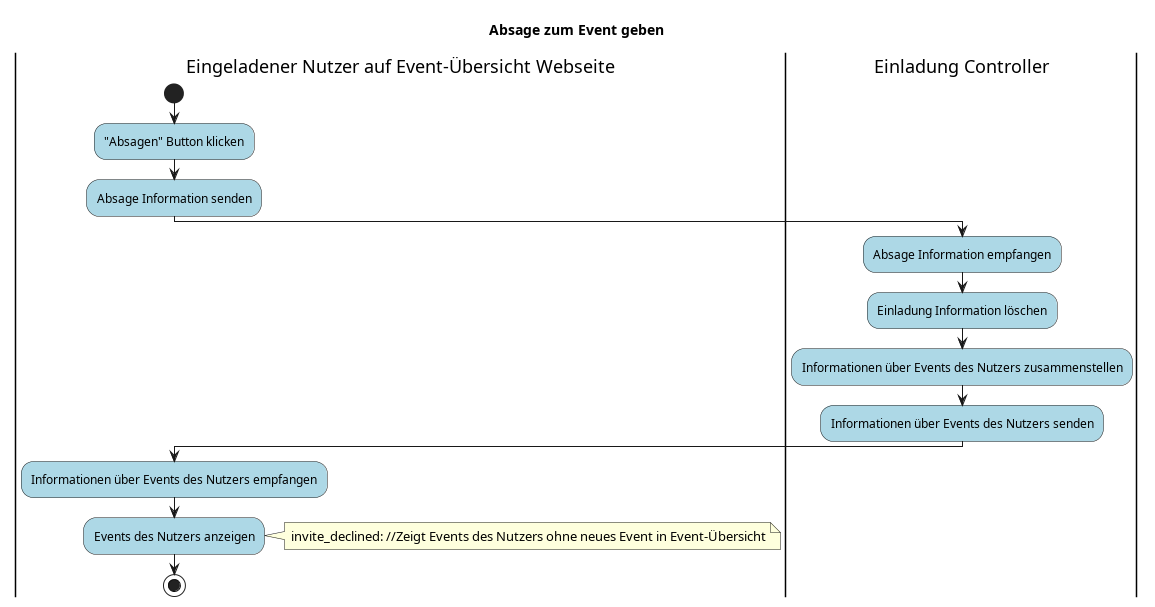 Absage zum Event geben
Eingeladener Nutzer auf Event-Übersicht Webseite
Einladung Controller
"Absagen" Button klicken
Absage Information senden
Absage Information empfangen
Einladung Information löschen
Informationen über Events des Nutzers zusammenstellen
Informationen über Events des Nutzers senden
Informationen über Events des Nutzers empfangen
Events des Nutzers anzeigen
invite_declined: //Zeigt Events des Nutzers ohne neues Event in Event-Übersicht